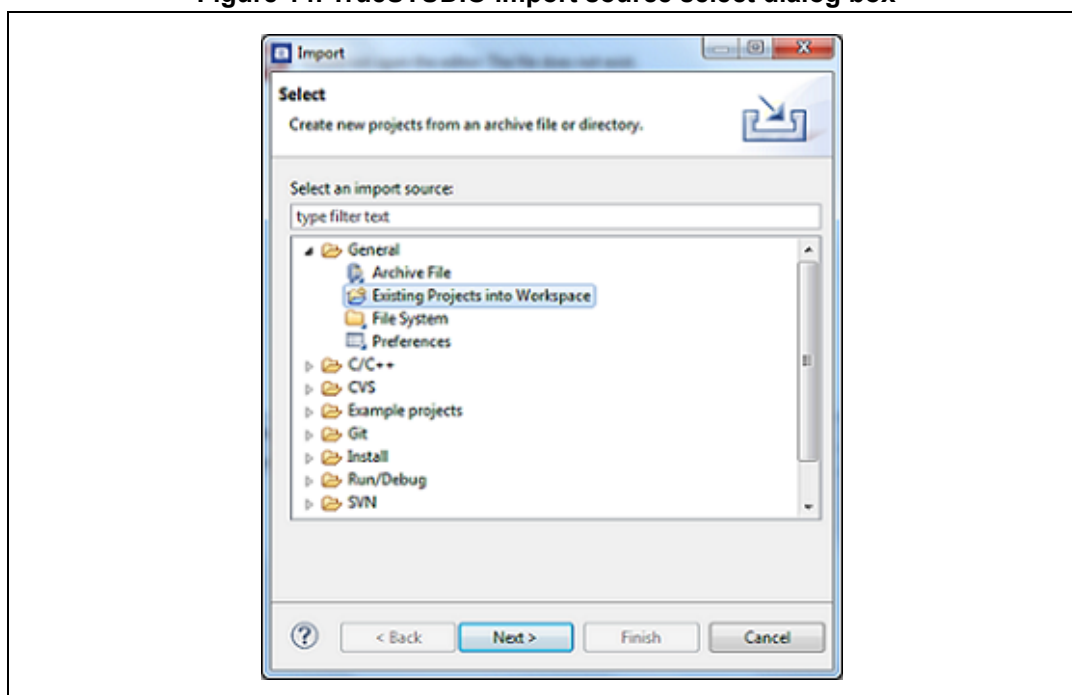 Import
Select
Create new projects from an archive file or directory.
Select an import source:
type filter text
General
Archive File
Existing Projects into Workspace
File System
Preferences
C/C++
CVS
Example projects
Git
Install
Run/Debug
SVN
?
< Back Next > Finish Cancel